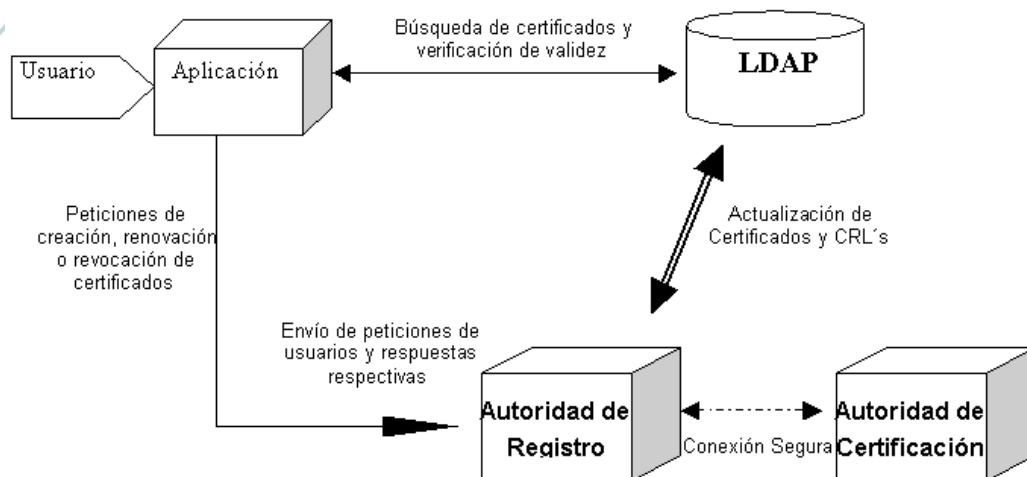 Búsqueda de certificados y
verificación de validez
Usuario
Aplicación
LDAP
Peticiones de
creación, renovación
o revocación de
certificados
Actualización de
Certificados y CRL´s
Envío de peticiones de
usuarios y respuestas
respectivas
Autoridad de
Registro
Conexión Segura
Autoridad de
Certificación